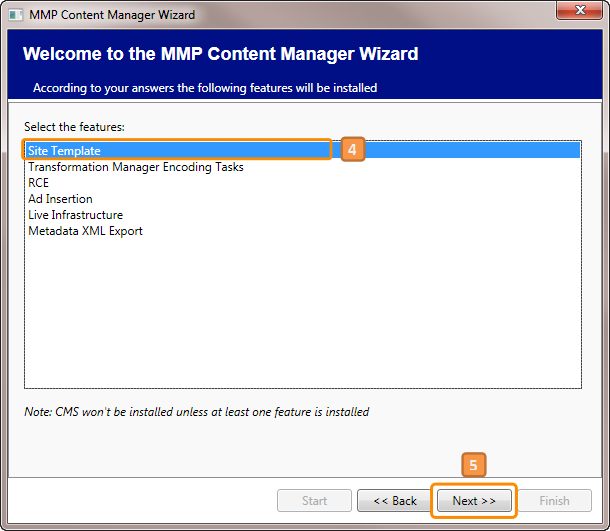 MMP Content Manager Wizard
Welcome to the MMP Content Manager Wizard
According to your answers the following features will be installed
Select the features:
Site Template
4
Transformation Manager Encoding Tasks
RCE
Ad Insertion
Live Infrastructure
Metadata XML Export
Note: CMS won't be installed unless at least one feature is installed
5
Start << Back Next >> Finish